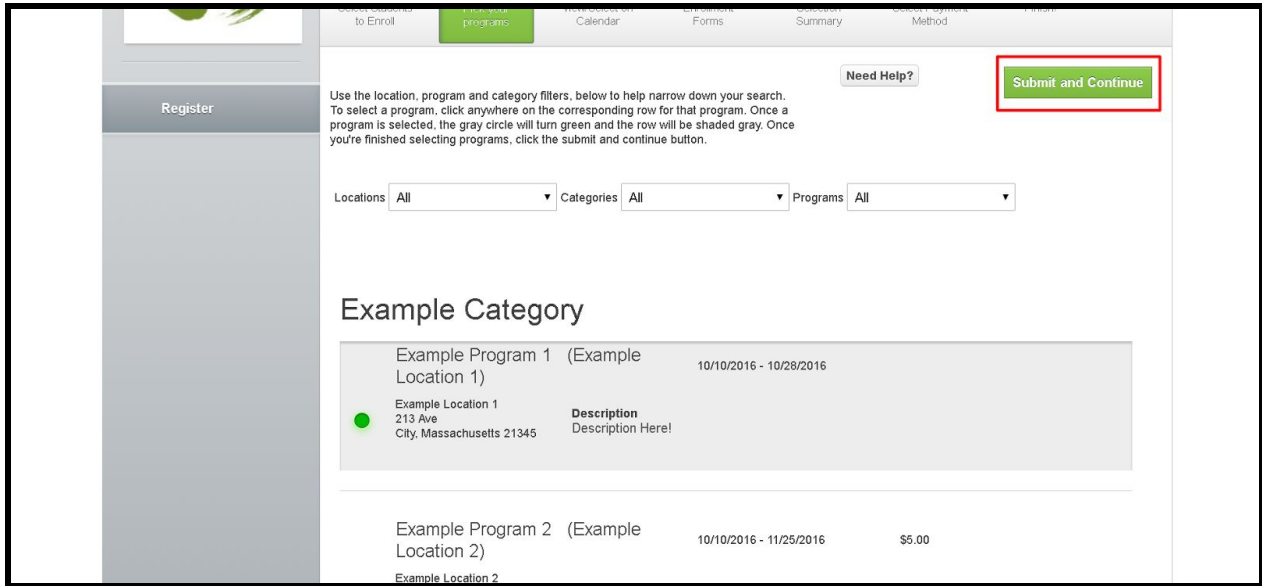 to Enroll
programs
Calendar
Forms
Summary
Method
Need Help?
Submit and Continue
Register
Use the location, program and category filters, below to help narrow down your search.
To select a program, click anywhere on the corresponding row for that program. Once a
program is selected, the gray circle will turn green and the row will be shaded gray. Once
you're finished selecting programs, click the submit and continue button.
Locations All Categories All Programs All
Example Category
Example Program 1 (Example
Location 1)
10/10/2016 - 10/28/2016
Example Location 1
213 Ave
City, Massachusetts 21345
Description
Description Here!
Example Program 2 (Example
Location 2)
10/10/2016 - 11/25/2016
$5.00
Example Location 2